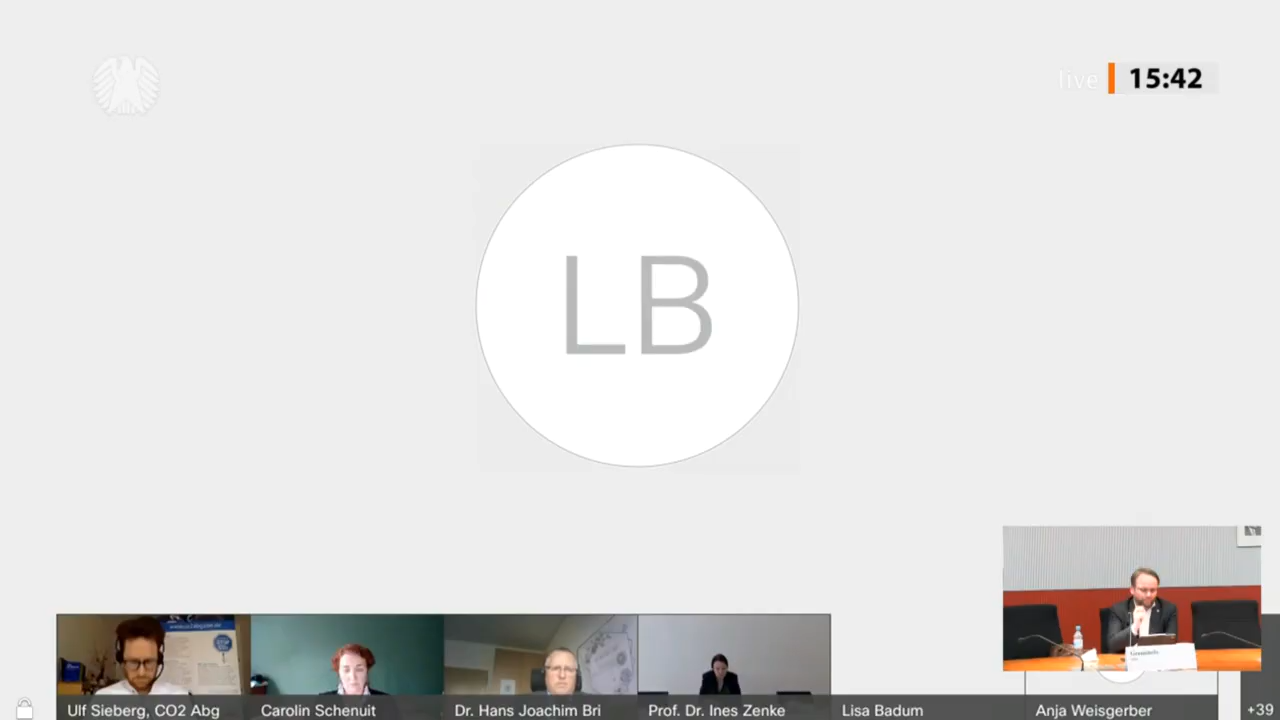 live 15:42
LB
Ulf Sieberg, CO2 Abg
Carolin Schenuit
Dr. Hans Joachim Bri
Prof. Dr. Ines Zenke
Lisa Badum
Anja Weisgerber
+39